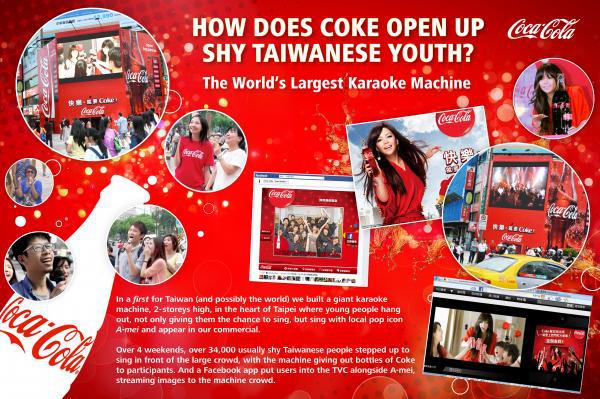 HOW DOES COKE OPEN UP
SHY TAIWANESE YOUTH?
The World's Largest Karaoke Machine
Coca-Cola
Coca-Cola
快樂
Coca-Cola
快樂
Coca-Cola
Coca-Cola
In a first for Taiwan (and possibly the world) we built a giant karaoke
machine, 2-storeys high, in the heart of Taipei where young people hang
out, not only giving them the chance to sing, but sing with local pop icon
A-mei and appear in our commercial.
Over 4 weekends, over 34,000 usually shy Taiwanese people stepped up to
sing in front of the large crowd, with the machine giving out bottles of Coke
to participants. And a Facebook app put users into the TVC alongside A-mei,
streaming images to the machine crowd.
Coca-Cola